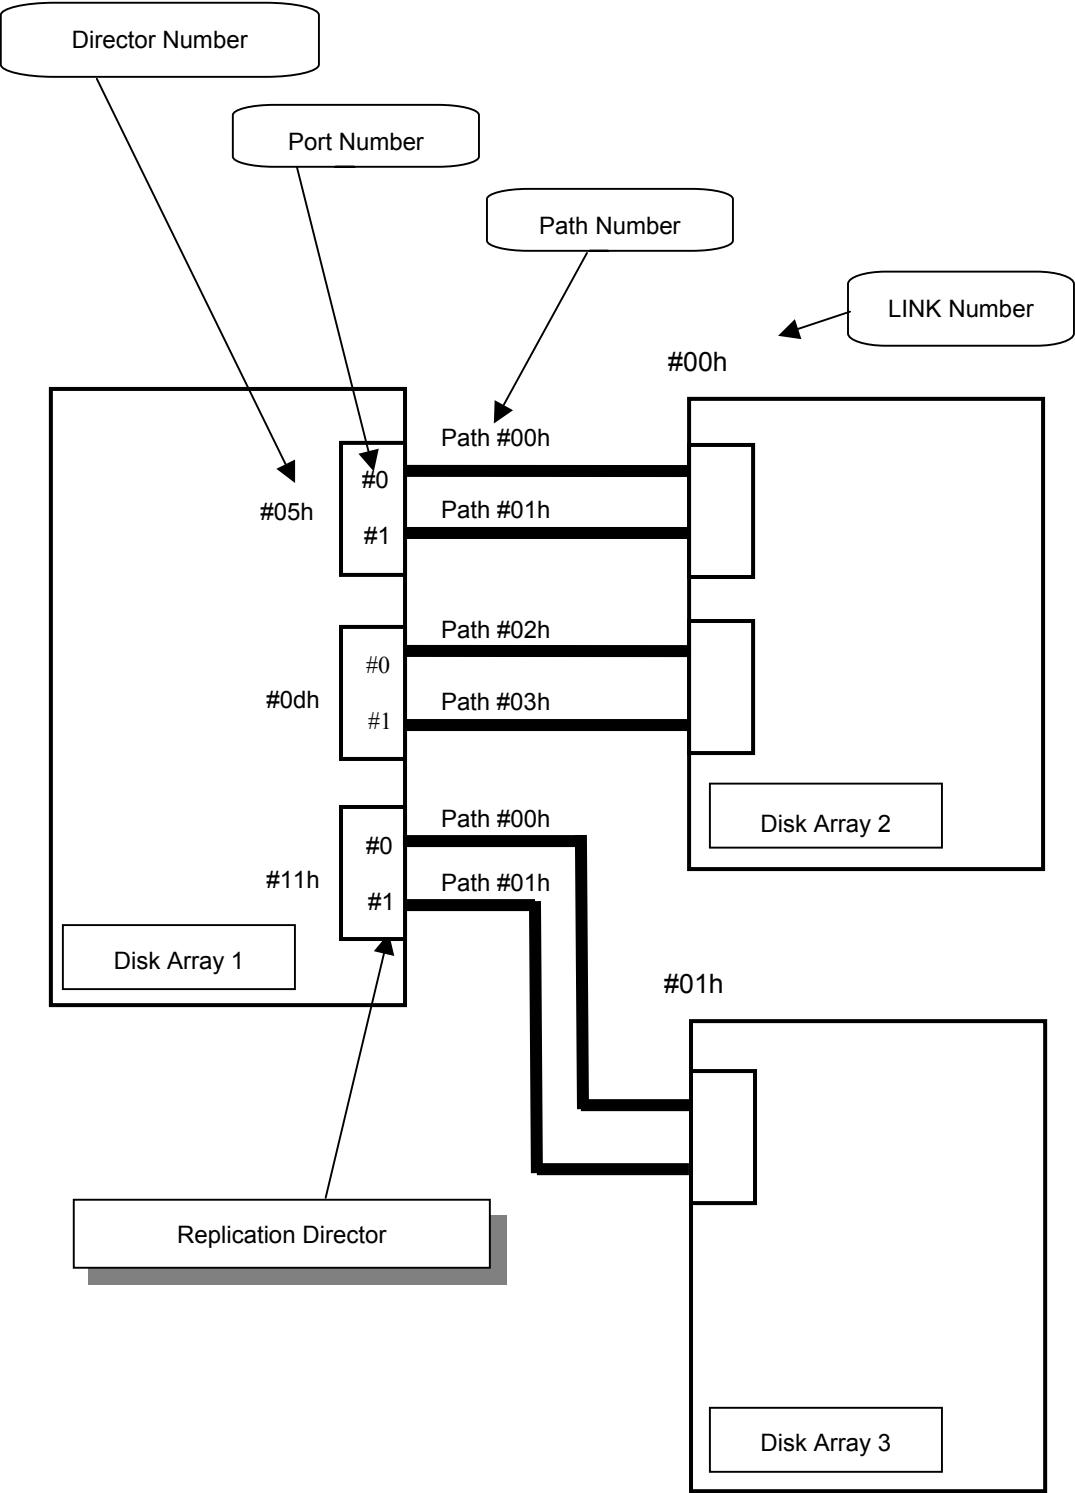 Director Number
Port Number
Path Number
LINK Number
#00h
Path #00h
#0
Path #01h
#05h
#1
Path #02h
#0
#0dh
Path #03h
#1
Path #00h
Disk Array 2
#0
#11h
Path #01h
#1
Disk Array 1
#01h
Replication Director
Disk Array 3